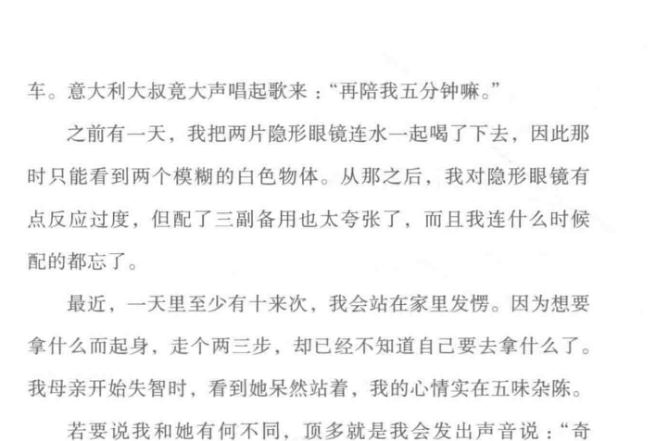 车。意大利大叔竟大声唱起歌来：“再陪我五分钟嘛。”
之前有一天，我把两片隐形眼镜连水一起喝了下去，因此那
时只能看到两个模糊的白色物体。从那之后，我对隐形眼镜有
点反应过度，但配了三副备用也太夸张了，而且我连什么时候
配的都忘了。
最近，一天里至少有十来次，我会站在家里发愣。因为想要
拿什么而起身，走个两三步，却已经不知道自己要去拿什么了。
我母亲开始失智时，看到她呆然站着，我的心情实在五味杂陈。
若要说我和她有何不同，顶多就是我会发出声音说：“奇